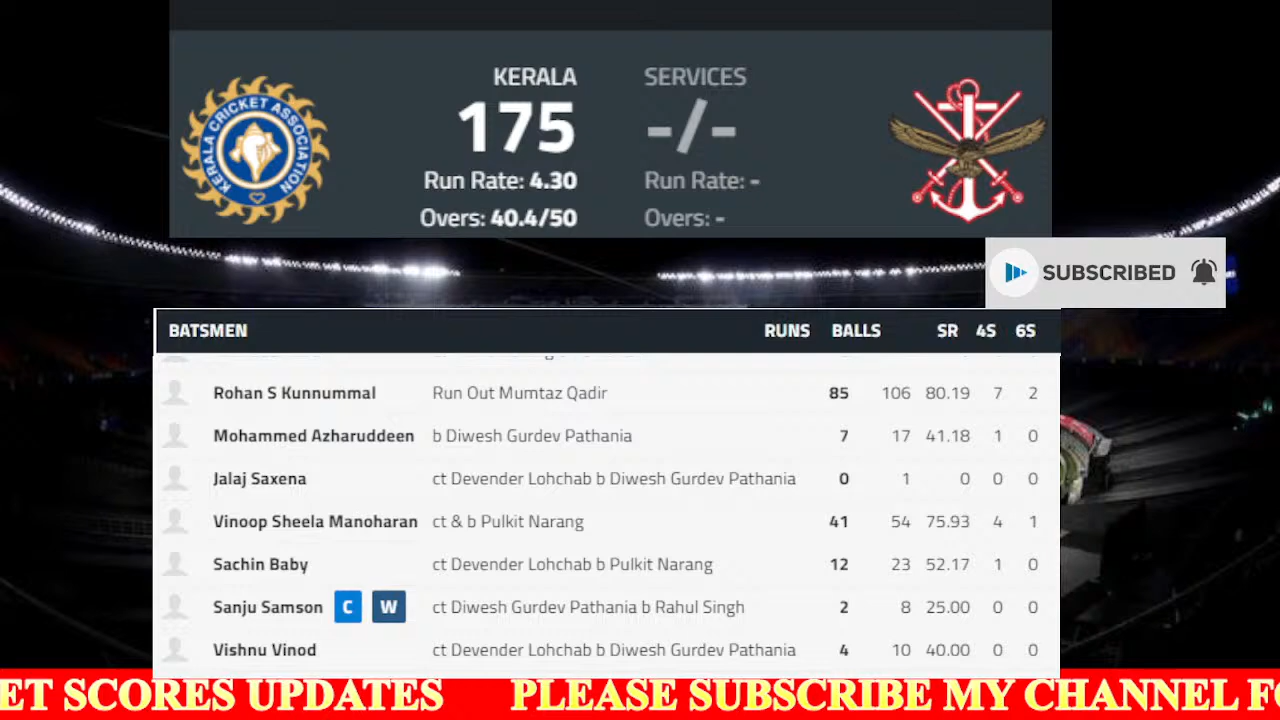 KERALA CRICKET ASSOCIATION
KERALA
175
Run Rate: 4.30
Overs: 40.4/50
SERVICES
-/-
Run Rate: -
Overs: -
SUBSCRIBED
BATSMEN RUNS BALLS SR 4S 6S
Rohan S Kunnummal Run Out Mumtaz Qadir 85 106 80.19 7 2
Mohammed Azharuddeen b Diwesh Gurdev Pathania 7 17 41.18 1 0
Jalaj Saxena ct Devender Lohchab b Diwesh Gurdev Pathania 0 1 0 0 0
Vinoop Sheela Manoharan ct & b Pulkit Narang 41 54 75.93 4 1
Sachin Baby ct Devender Lohchab b Pulkit Narang 12 23 52.17 1 0
Sanju Samson C W ct Diwesh Gurdev Pathania b Rahul Singh 2 8 25.00 0 0
Vishnu Vinod ct Devender Lohchab b Diwesh Gurdev Pathania 4 10 40.00 0 0
ET SCORES UPDATES PLEASE SUBSCRIBE MY CHANNEL FO